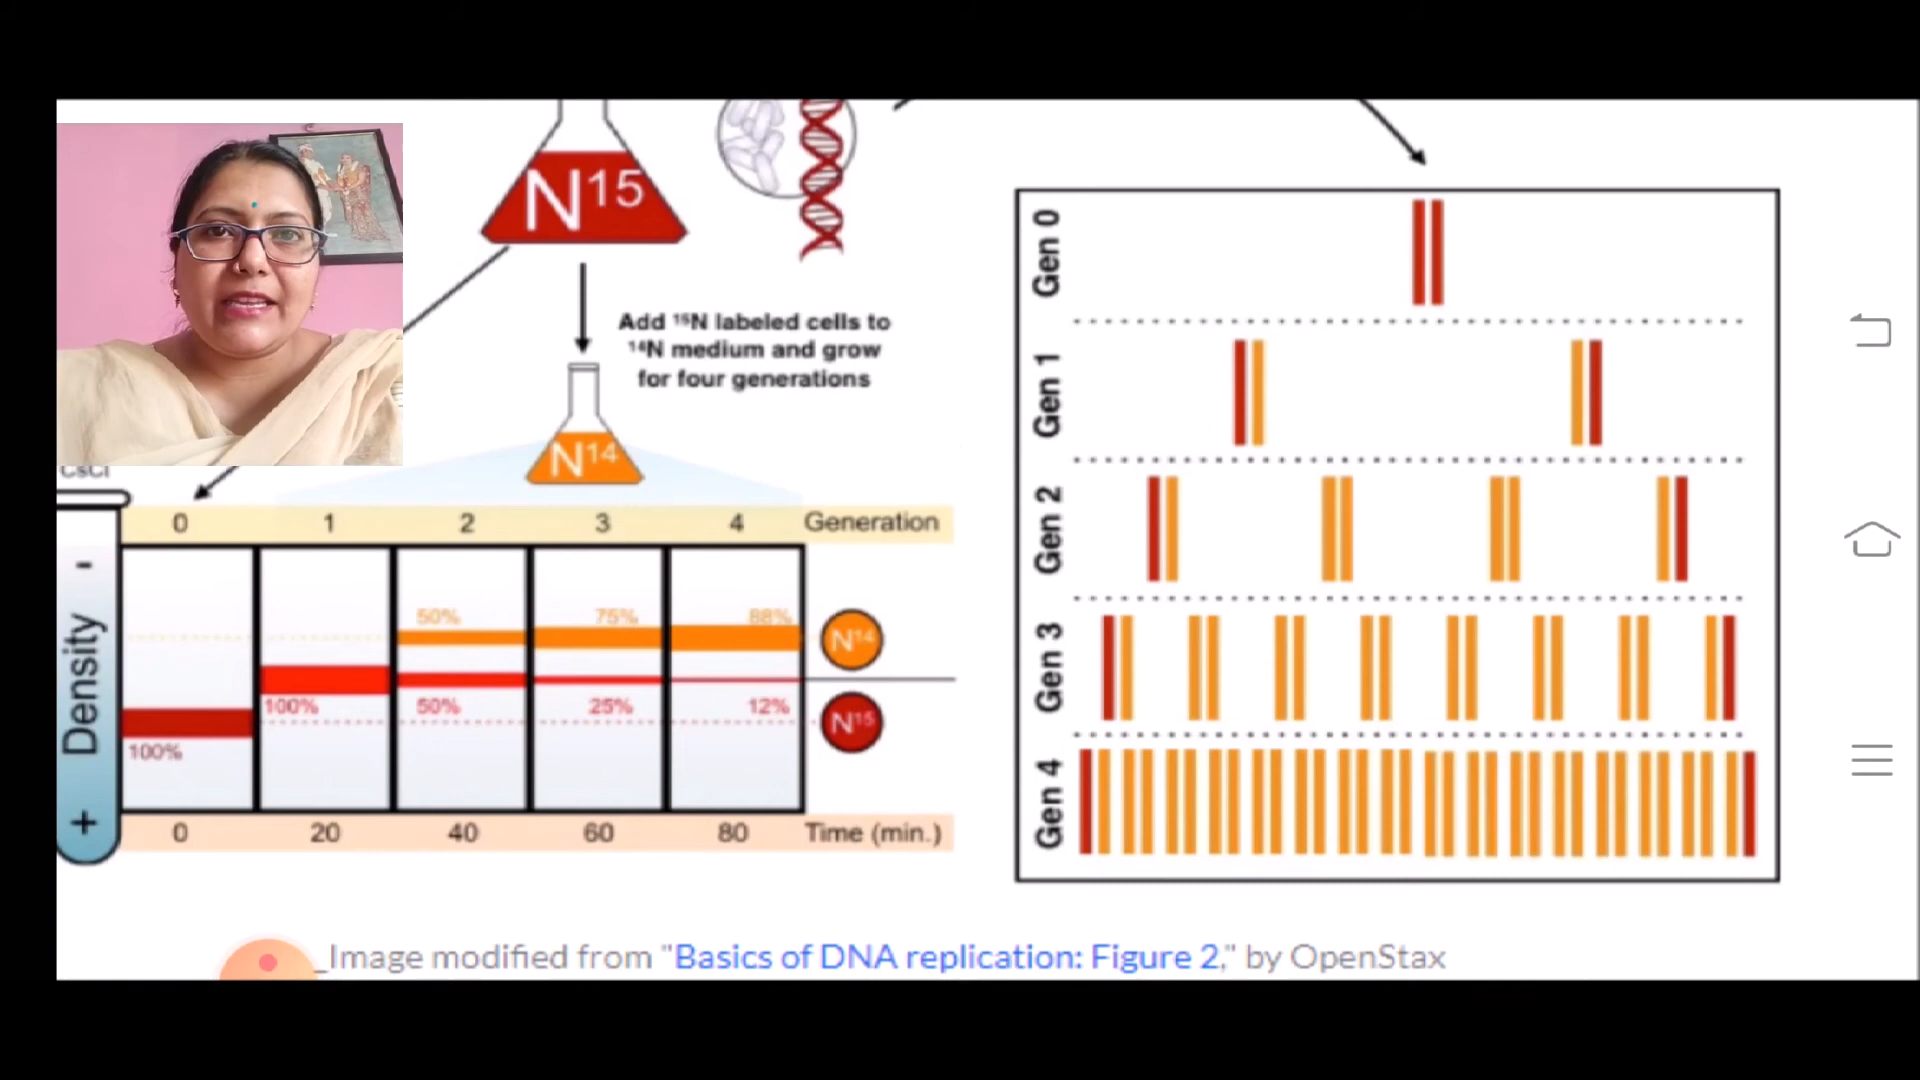 N15
Add ¹⁵N labeled cells to
¹⁴N medium and grow
for four generations
N14
CsCl
0 1 2 3 4 Generation
-
Density
+
50% 75% 88%
N14
100% 50% 25% 12%
N15
100%
0 20 40 60 80 Time (min.)
Gen 0
Gen 1
Gen 2
Gen 3
Gen 4
_Image modified from "Basics of DNA replication: Figure 2," by OpenStax